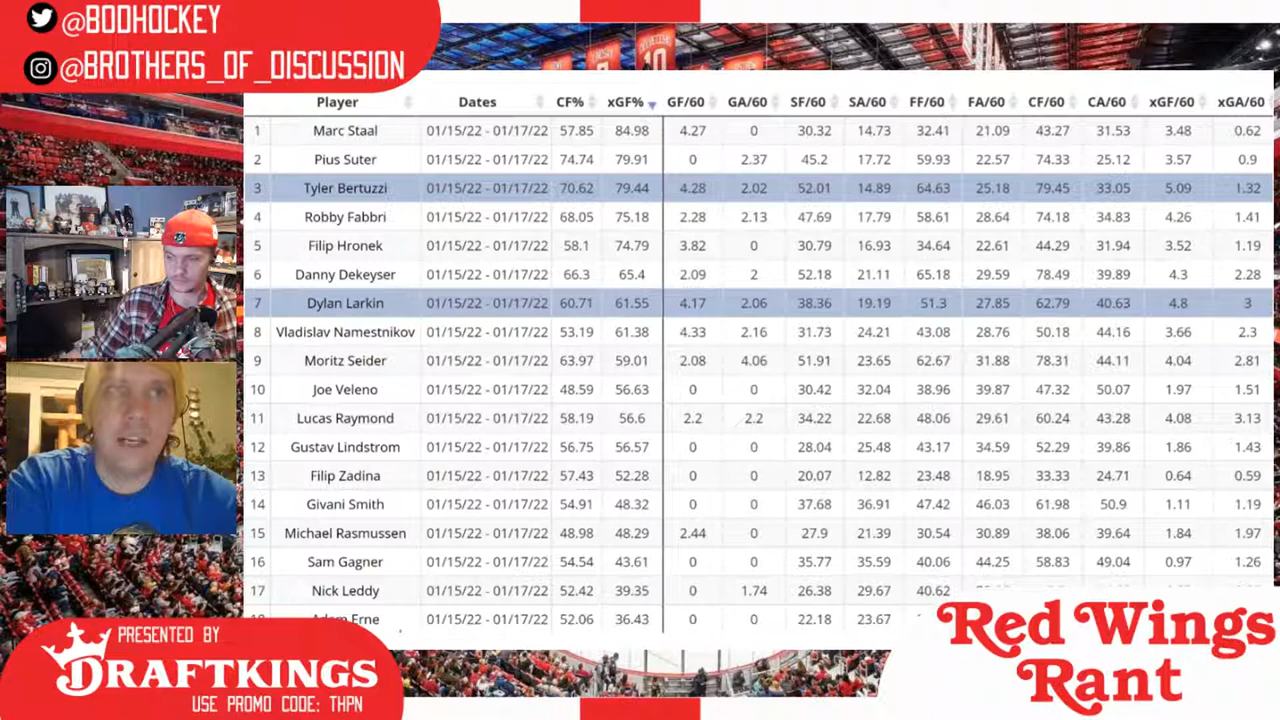 @BODHOCKEY
@BROTHERS_OF_DISCUSSION
10
Player Dates CF% xGF% GF/60 GA/60 SF/60 SA/60 FF/60 FA/60 CF/60 CA/60 xGF/60 xGA/60
1 Marc Staal 01/15/22 - 01/17/22 57.85 84.98 4.27 0 30.32 14.73 32.41 21.09 43.27 31.53 3.48 0.62
2 Pius Suter 01/15/22 - 01/17/22 74.74 79.91 0 2.37 45.2 17.72 59.93 22.57 74.33 25.12 3.57 0.9
3 Tyler Bertuzzi 01/15/22 - 01/17/22 70.62 79.44 4.28 2.02 52.01 14.89 64.63 25.18 79.45 33.05 5.09 1.32
4 Robby Fabbri 01/15/22 - 01/17/22 68.05 75.18 2.28 2.13 47.69 17.79 58.61 28.64 74.18 34.83 4.26 1.41
5 Filip Hronek 01/15/22 - 01/17/22 58.1 74.79 3.82 0 30.79 16.93 34.64 22.61 44.29 31.94 3.52 1.19
6 Danny Dekeyser 01/15/22 - 01/17/22 66.3 65.4 2.09 2 52.18 21.11 65.18 29.59 78.49 39.89 4.3 2.28
7 Dylan Larkin 01/15/22 - 01/17/22 60.71 61.55 4.17 2.06 38.36 19.19 51.3 27.85 62.79 40.63 4.8 3
8 Vladislav Namestnikov 01/15/22 - 01/17/22 53.19 61.38 4.33 2.16 31.73 24.21 43.08 28.76 50.18 44.16 3.66 2.3
9 Moritz Seider 01/15/22 - 01/17/22 63.97 59.01 2.08 4.06 51.91 23.65 62.67 31.88 78.31 44.11 4.04 2.81
10 Joe Veleno 01/15/22 - 01/17/22 48.59 56.63 0 0 30.42 32.04 38.96 39.87 47.32 50.07 1.97 1.51
11 Lucas Raymond 01/15/22 - 01/17/22 58.19 56.6 2.2 2.2 34.22 22.68 48.06 29.61 60.24 43.28 4.08 3.13
12 Gustav Lindstrom 01/15/22 - 01/17/22 56.75 56.57 0 0 28.04 25.48 43.17 34.59 52.29 39.86 1.86 1.43
13 Filip Zadina 01/15/22 - 01/17/22 57.43 52.28 0 0 20.07 12.82 23.48 18.95 33.33 24.71 0.64 0.59
14 Givani Smith 01/15/22 - 01/17/22 54.91 48.32 0 0 37.68 36.91 47.42 46.03 61.98 50.9 1.11 1.19
15 Michael Rasmussen 01/15/22 - 01/17/22 48.98 48.29 2.44 0 27.9 21.39 30.54 30.89 38.06 39.64 1.84 1.97
16 Sam Gagner 01/15/22 - 01/17/22 54.54 43.61 0 0 35.77 35.59 40.06 44.25 58.83 49.04 0.97 1.26
17 Nick Leddy 01/15/22 - 01/17/22 52.42 39.35 0 1.74 26.38 29.67 40.62
Erne 01/15/22 - 01/17/22 52.06 36.43 0 0 22.18 23.67
PRESENTED BY
DRAFTKINGS
USE PROMO CODE: THPN
Red Wings
Rant